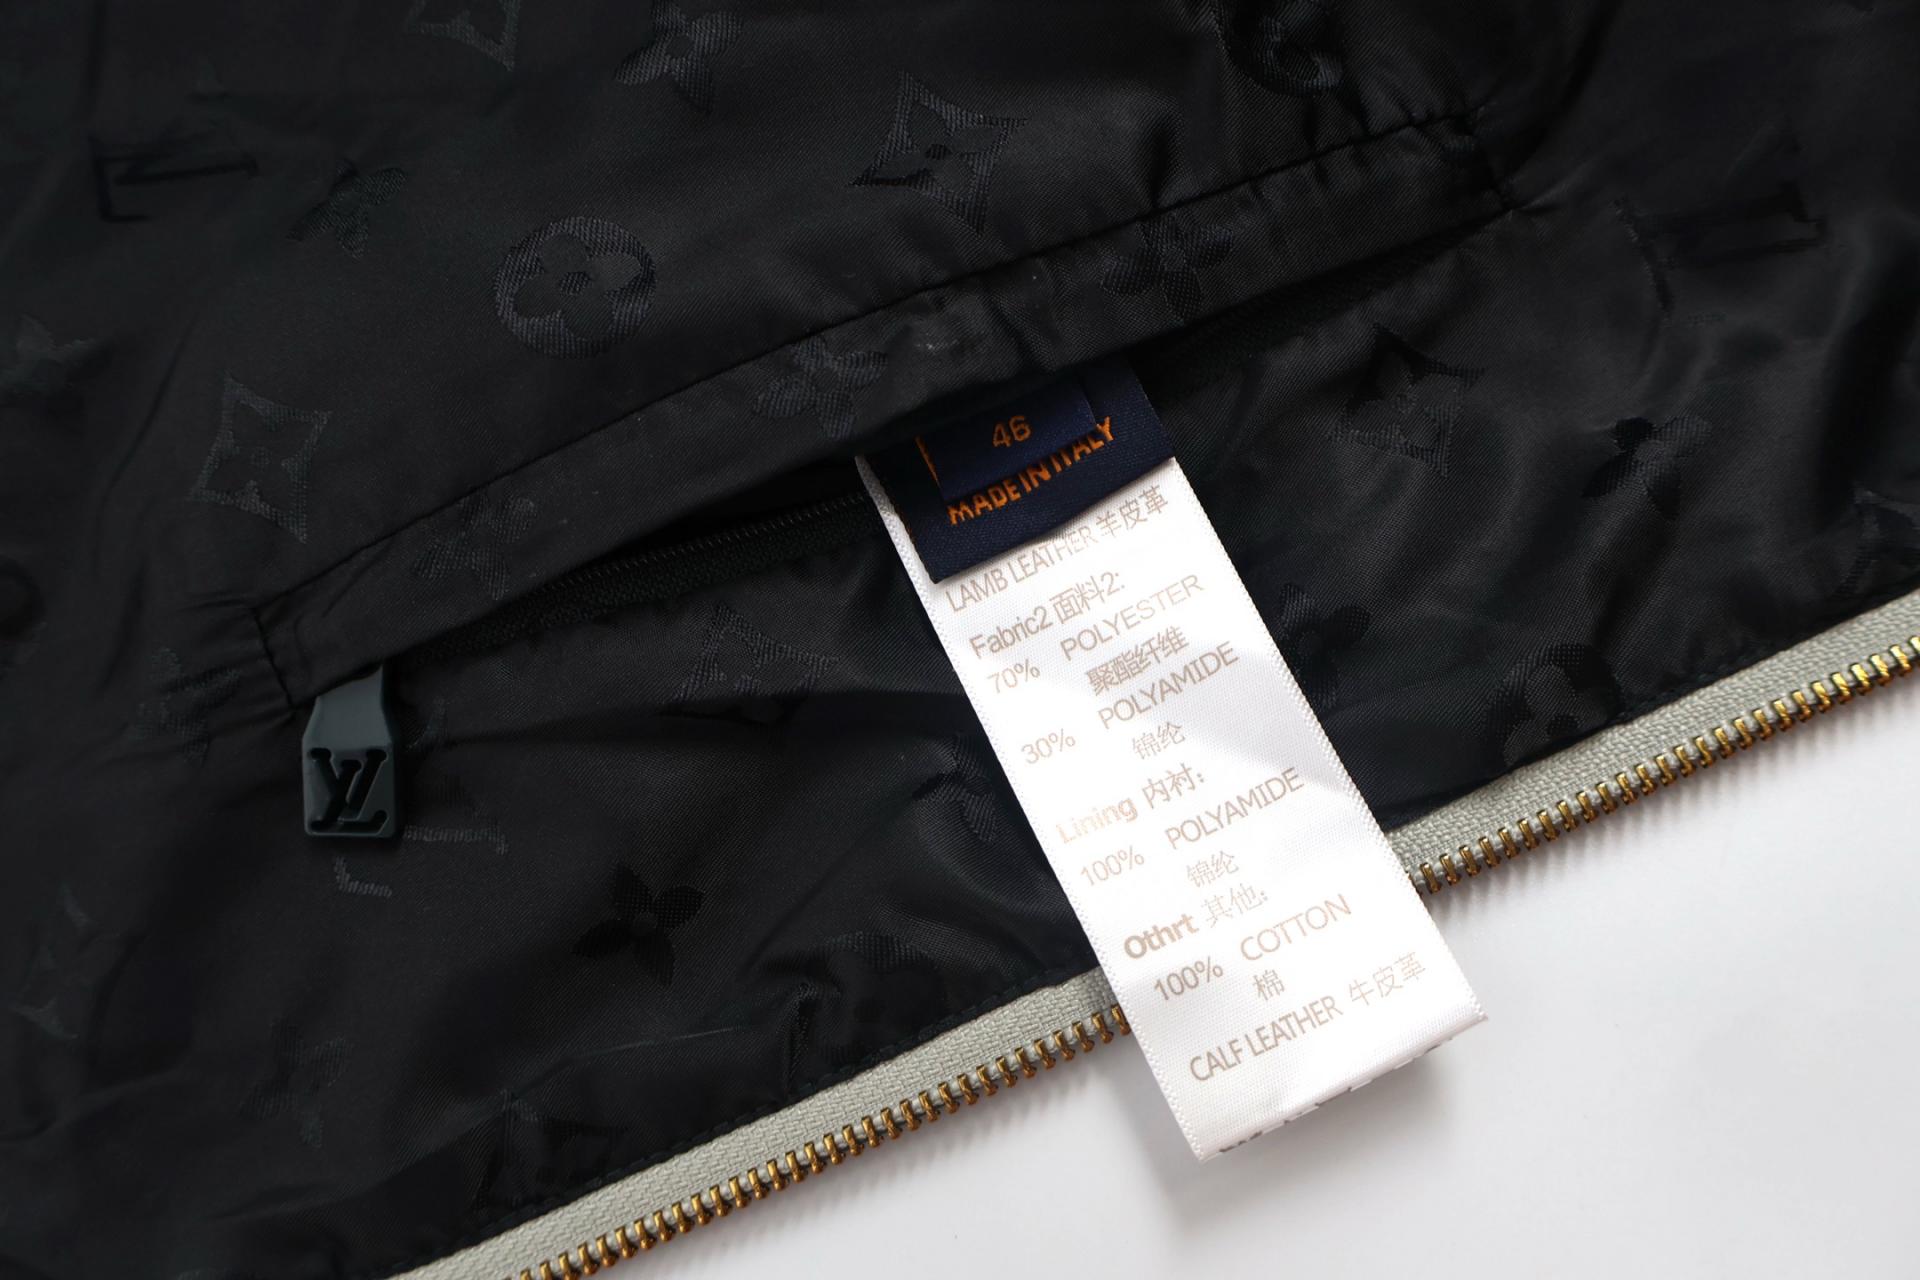 46
MADE IN ITALY
LAMB LEATHER 羊皮革
Fabric2 面料2:
70% POLYESTER
聚酯纤维
30% POLYAMIDE
锦纶
Lining 内衬:
100% POLYAMIDE
锦纶
Othrt 其他:
100% COTTON
棉
CALF LEATHER 牛皮革
LV